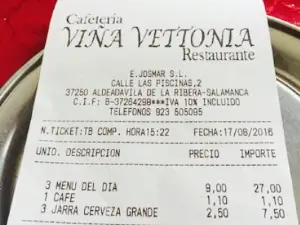 Cafeteria
VIÑA VETTONIA
Restaurante
E.JOSMAR S.L.
CALLE LAS PISCINAS,2
37250 ALDEADAVILA DE LA RIBERA-SALAMANCA
C.I.F: B-37264298***IVA 10% INCLUIDO
TELEFONOS 923 505095
N.TICKET:TB COMP. HORA15:22 FECHA:17/08/2016
UNID. DESCRIPCION PRECIO IMPORTE
3 MENU DEL DIA 9,00 27,00
1 CAFE 1,10 1,10
3 JARRA CERVEZA GRANDE 2,50 7,50